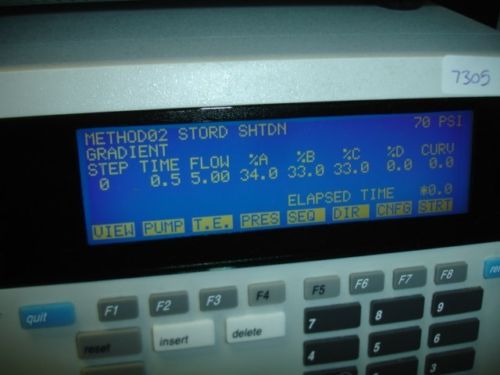 7305
METHOD02 STORD SHTDN 70 PSI
GRADIENT
STEP TIME FLOW %A %B %C %D CURV
0 0.5 5.00 34.0 33.0 33.0 0.0 0.0
ELAPSED TIME *0.0
VIEW PUMP T.E. PRES SEQ DIR CNFG STRT
quit F1 F2 F3 F4 F5 F6 F7 F8
reset insert delete 7 8 9
4 5 6